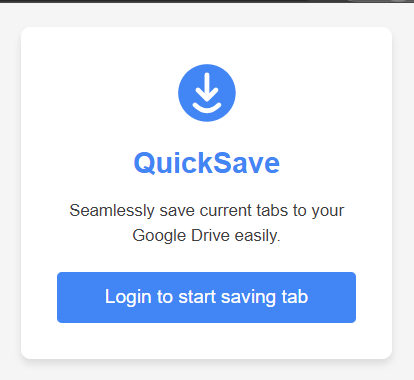 QuickSave
Seamlessly save current tabs to your
Google Drive easily.
Login to start saving tab